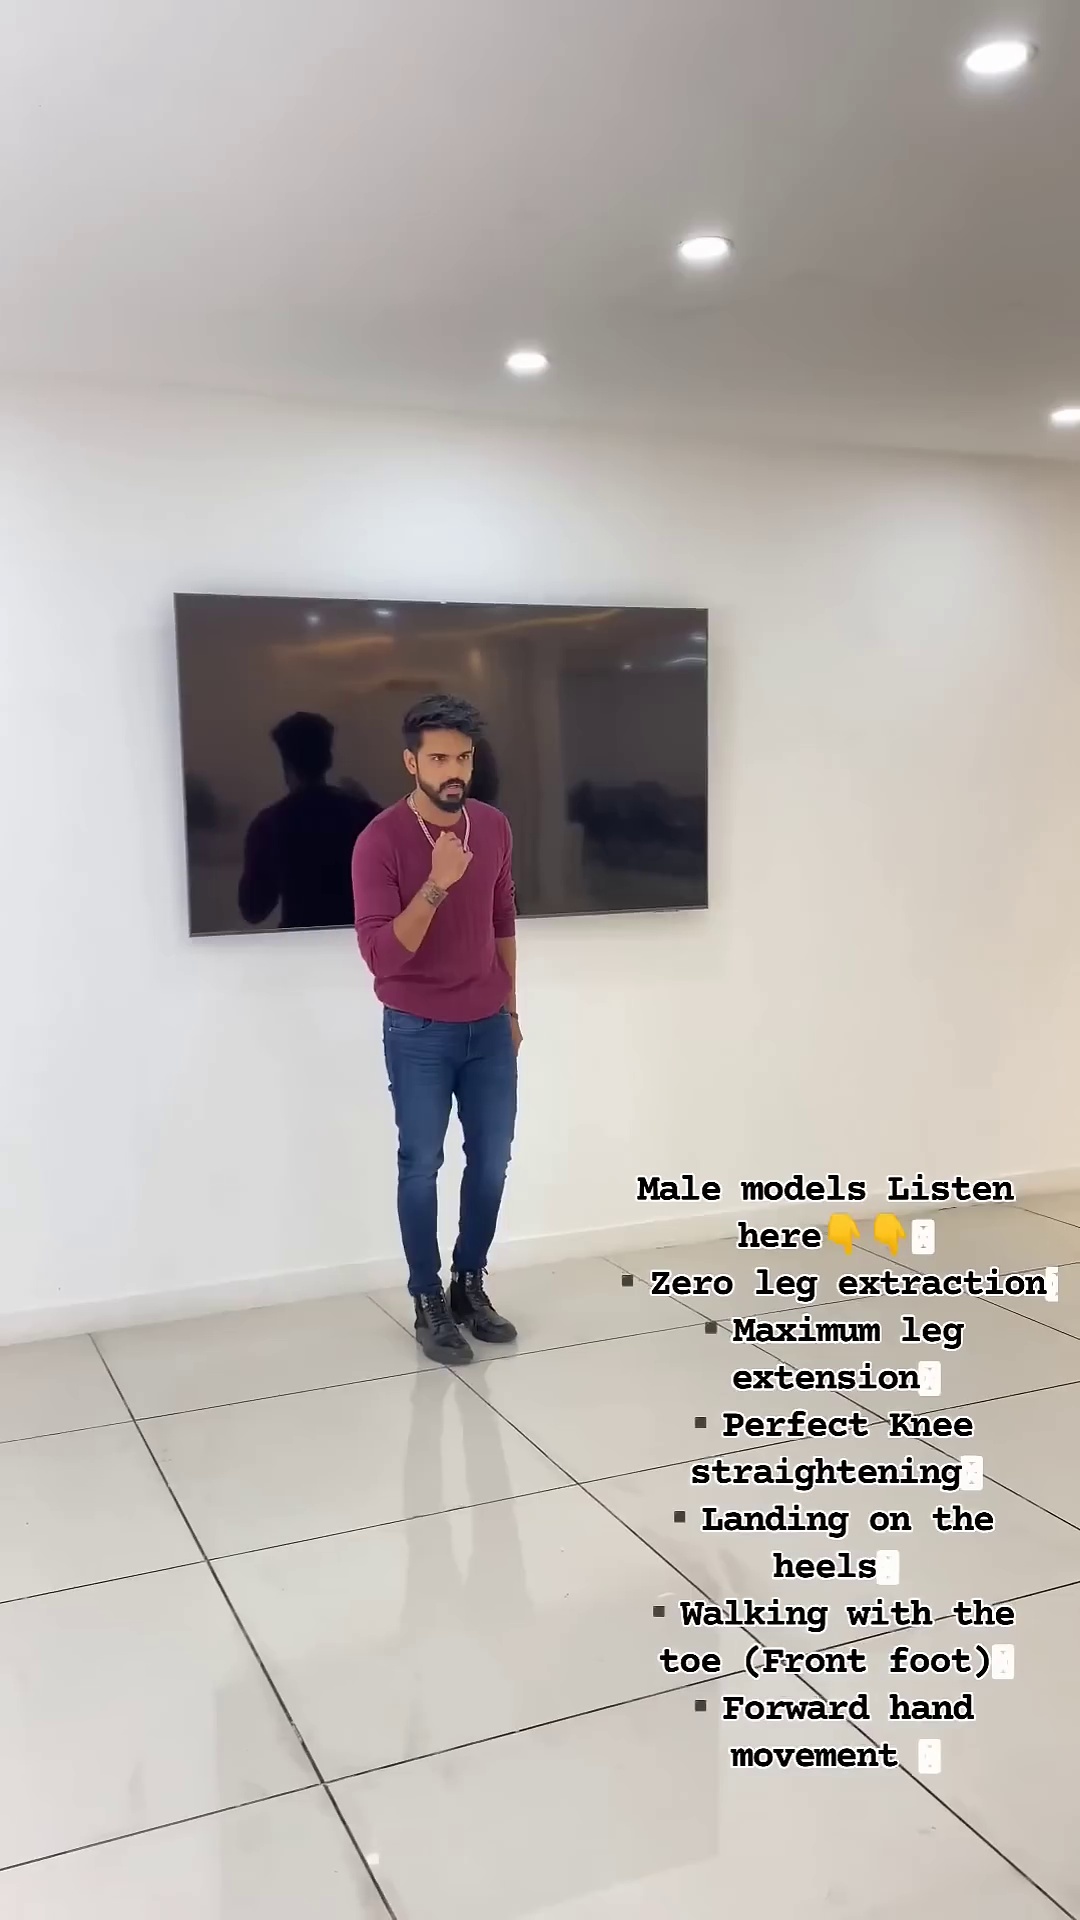 Male models Listen
here👇👇
▪ Zero leg extraction
▪ Maximum leg
extension
▪ Perfect Knee
straightening
▪ Landing on the
heels
▪ Walking with the
toe (Front foot)
▪ Forward hand
movement